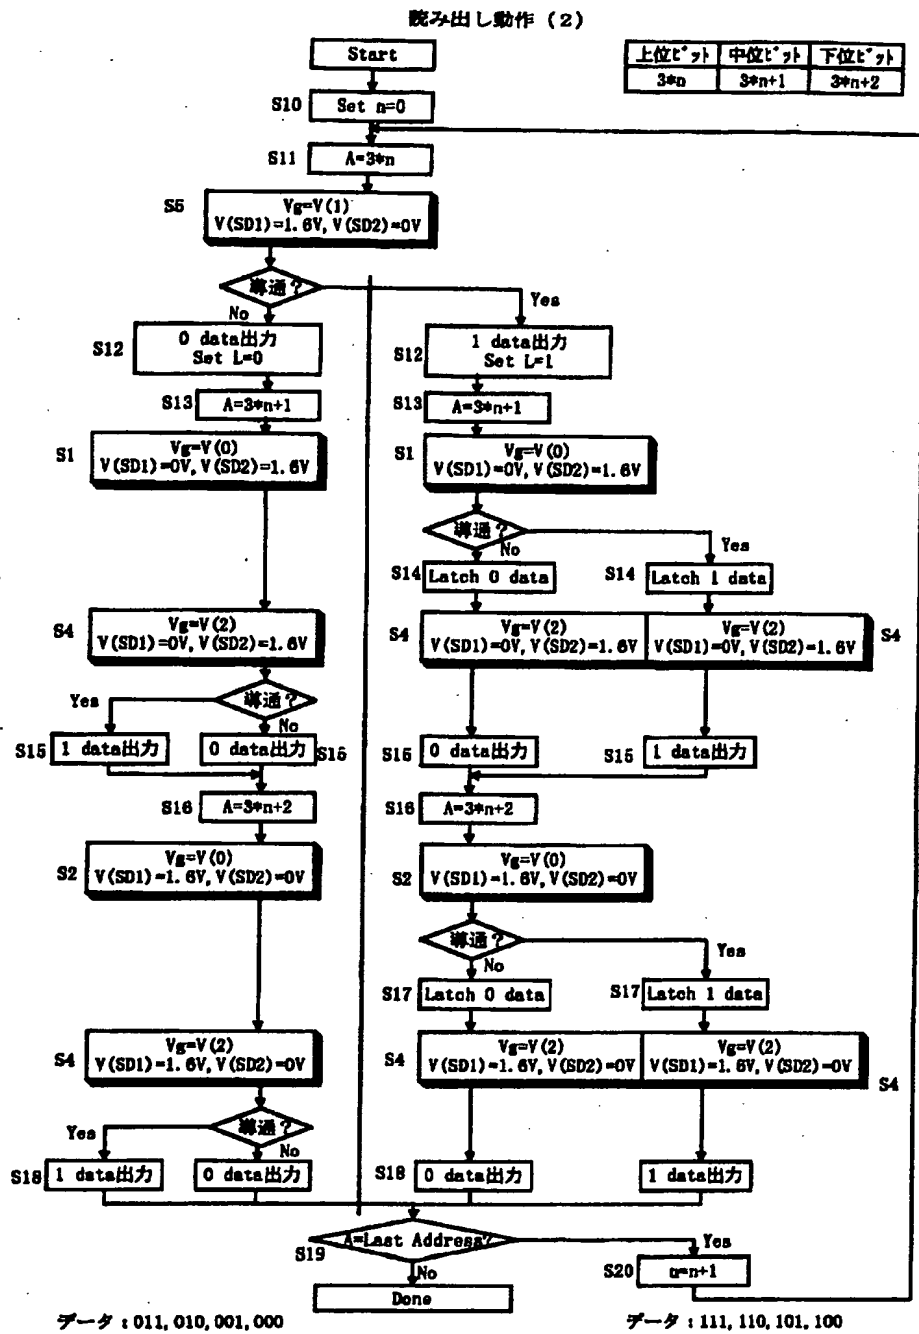 読み出し動作 (2)
Start
上位ﾋﾞｯﾄ 中位ﾋﾞｯﾄ 下位ﾋﾞｯﾄ
3*n 3*n+1 3*n+2
S10 Set n=0
S11 A=3*n
S5 Vg=V(1)
V(SD1)=1.6V, V(SD2)=0V
導通?
Yes
No
S12 0 data出力
Set L=0
S12 1 data出力
Set L=1
S13 A=3*n+1
S13 A=3*n+1
S1 Vg=V(0)
V(SD1)=0V, V(SD2)=1.6V
S1 Vg=V(0)
V(SD1)=0V, V(SD2)=1.6V
導通?
No
Yes
S14 Latch 0 data
S14 Latch 1 data
S4 Vg=V(2)
V(SD1)=0V, V(SD2)=1.6V
S4 Vg=V(2)
V(SD1)=0V, V(SD2)=1.6V
Vg=V(2) S4
V(SD1)=0V, V(SD2)=1.6V
導通?
Yes
No
S15 1 data出力
0 data出力 S15
S15 0 data出力
S15 1 data出力
S16 A=3*n+2
S16 A=3*n+2
S2 Vg=V(0)
V(SD1)=1.6V, V(SD2)=0V
S2 Vg=V(0)
V(SD1)=1.6V, V(SD2)=0V
導通?
No
Yes
S17 Latch 0 data
S17 Latch 1 data
S4 Vg=V(2)
V(SD1)=1.6V, V(SD2)=0V
S4 Vg=V(2)
V(SD1)=1.6V, V(SD2)=0V
Vg=V(2)
V(SD1)=1.6V, V(SD2)=0V S4
導通?
Yes
No
S18 1 data出力
0 data出力
S18 0 data出力
1 data出力
S19 A=Last Address?
Yes
No
S20 n=n+1
Done
データ : 011, 010, 001, 000
データ : 111, 110, 101, 100